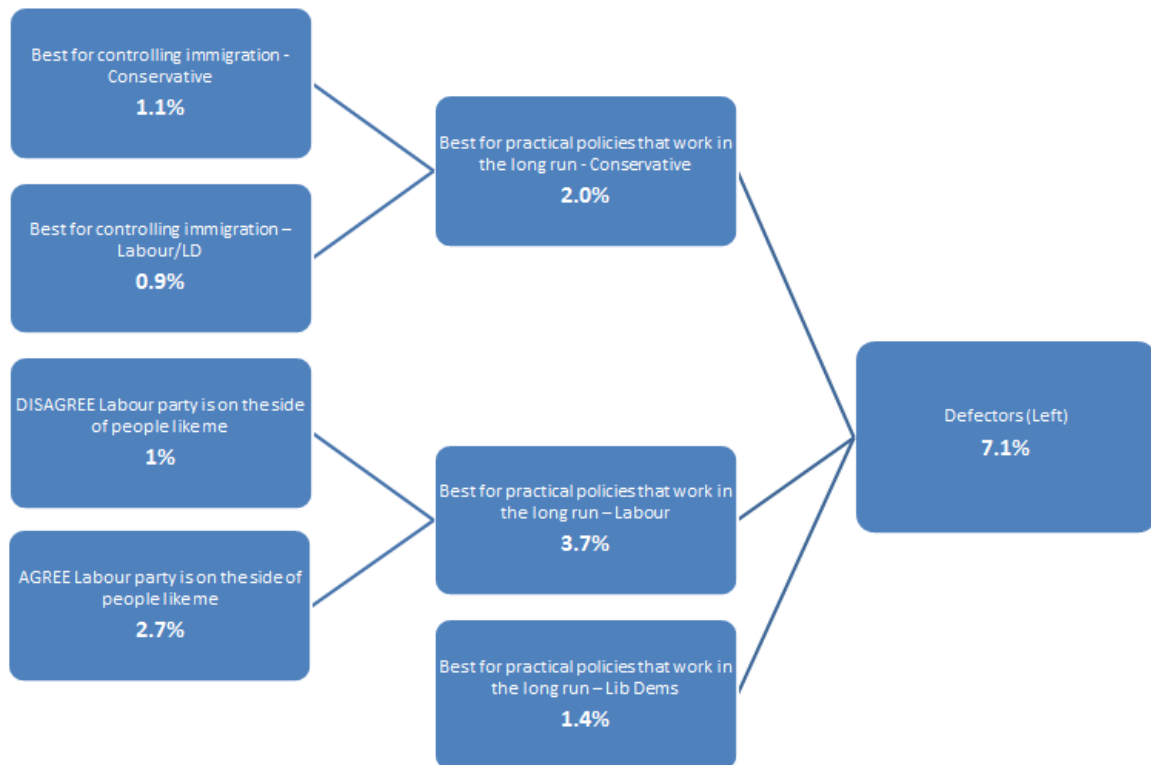 Best for controlling immigration -
Conservative
1.1%
Best for controlling immigration –
Labour/LD
0.9%
DISAGREE Labour party is on the side
of people like me
1%
AGREE Labour party is on the side of
people like me
2.7%
Best for practical policies that work in
the long run - Conservative
2.0%
Best for practical policies that work in
the long run – Labour
3.7%
Best for practical policies that work in
the long run – Lib Dems
1.4%
Defectors (Left)
7.1%